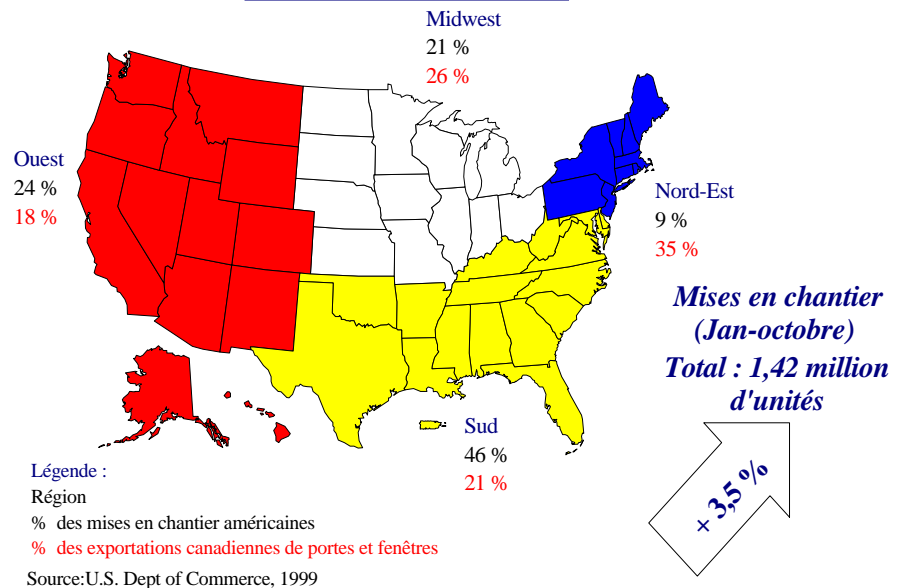 Midwest
21 %
26 %
Ouest
24 %
18 %
Nord-Est
9 %
35 %
Mises en chantier
(Jan-octobre)
Total : 1,42 million
d'unités
+ 3,5 %
Sud
46 %
21 %
Légende :
Région
% des mises en chantier américaines
% des exportations canadiennes de portes et fenêtres
Source:U.S. Dept of Commerce, 1999